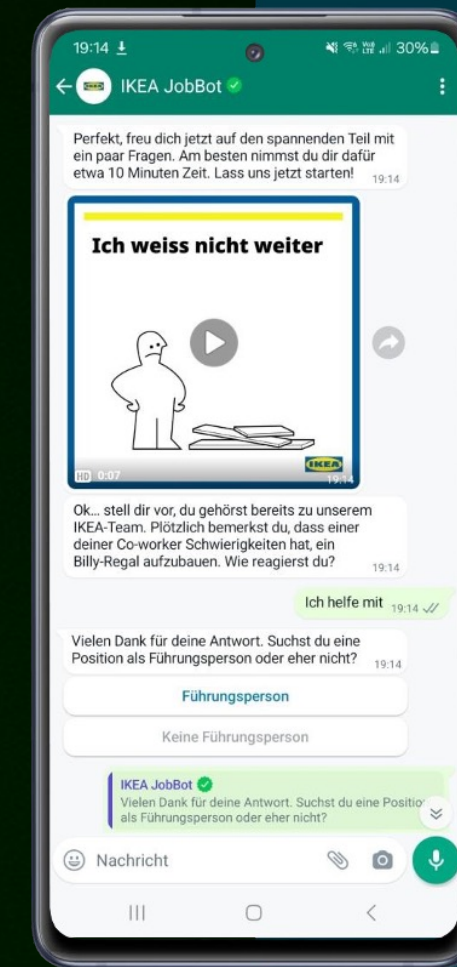 19:14
30%
IKEA JobBot
Perfekt, freu dich jetzt auf den spannenden Teil mit
ein paar Fragen. Am besten nimmst du dir dafür
etwa 10 Minuten Zeit. Lass uns jetzt starten!
19:14
Ich weiss nicht weiter
IKEA
HD 0:07
19:14
Ok... stell dir vor, du gehörst bereits zu unserem
IKEA-Team. Plötzlich bemerkst du, dass einer
deiner Co-worker Schwierigkeiten hat, ein
Billy-Regal aufzubauen. Wie reagierst du?
19:14
Ich helfe mit 19:14
Vielen Dank für deine Antwort. Suchst du eine
Position als Führungsperson oder eher nicht?
19:14
Führungsperson
Keine Führungsperson
IKEA JobBot
Vielen Dank für deine Antwort. Suchst du eine
als Führungsperson oder eher nicht?
Nachricht